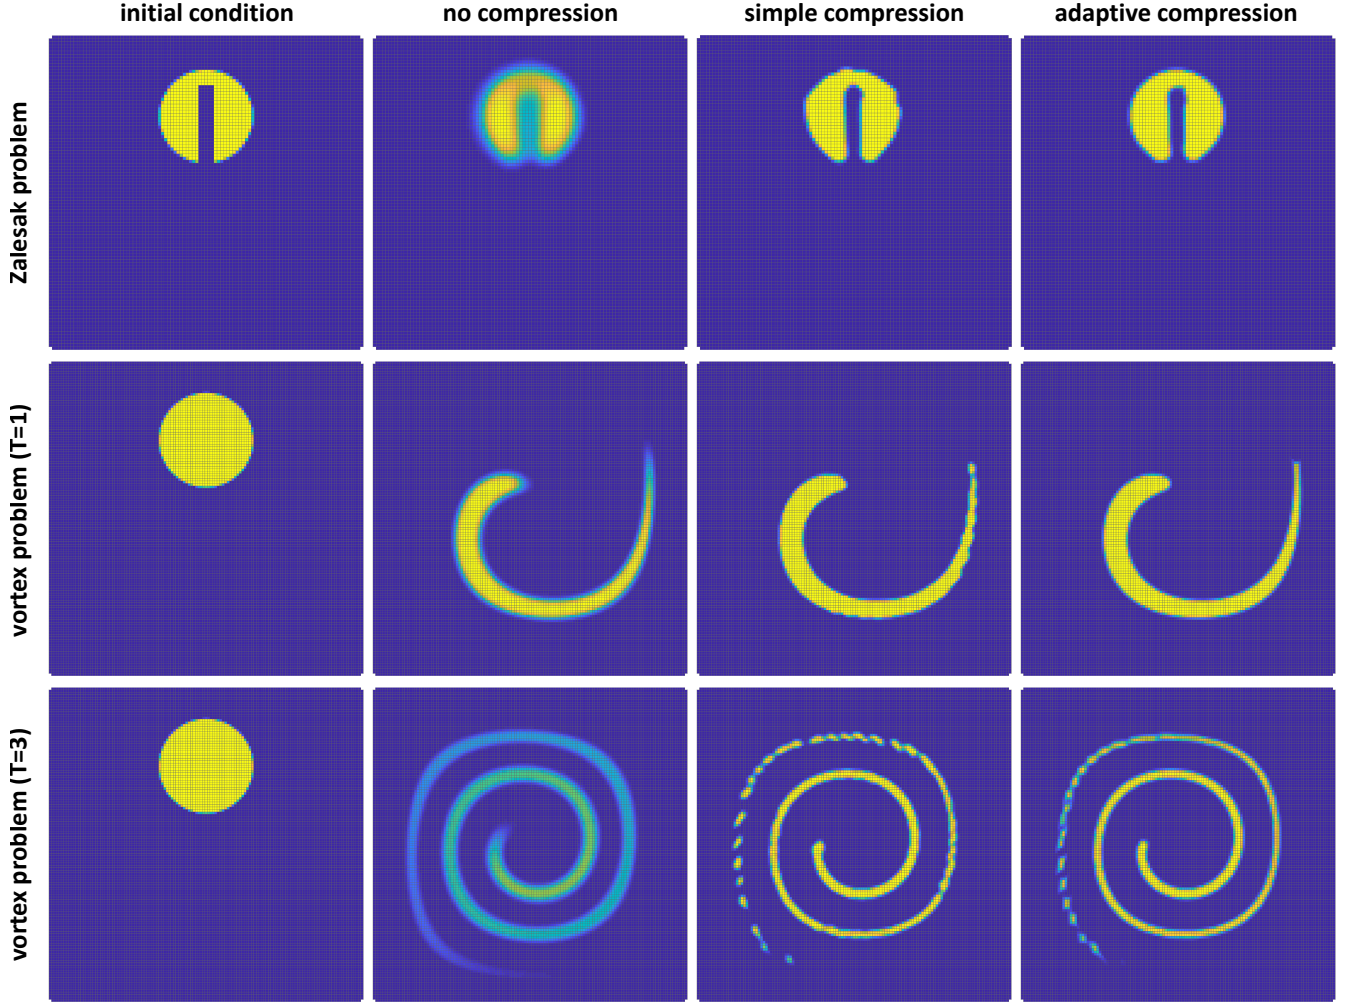 initial condition
no compression
simple compression
adaptive compression
Zalesak problem
vortex problem (T=1)
vortex problem (T=3)